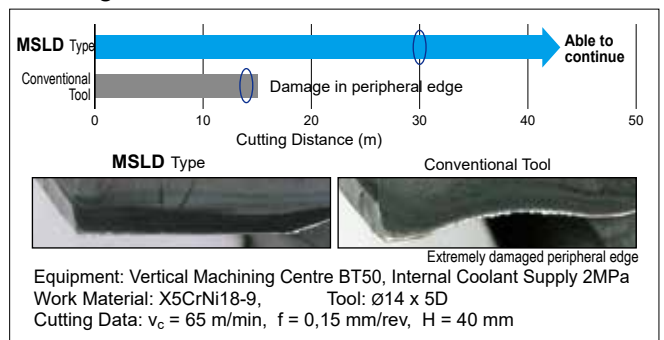 MSLD Type
Able to
continue
Conventional
Tool
Damage in peripheral edge
0 10 20 30 40 50
Cutting Distance (m)
MSLD Type Conventional Tool
Extremely damaged peripheral edge
Equipment: Vertical Machining Centre BT50, Internal Coolant Supply 2MPa
Work Material: X5CrNi18-9, Tool: Ø14 x 5D
Cutting Data: vc = 65 m/min, f = 0,15 mm/rev, H = 40 mm